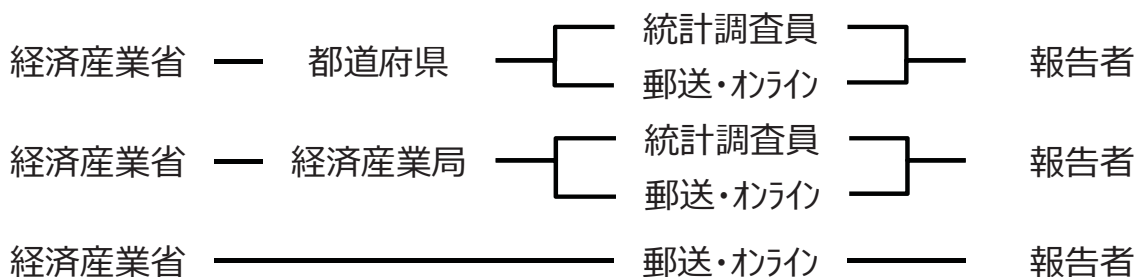 経済産業省 都道府県 統計調査員 報告者
郵送・オンライン
経済産業省 経済産業局 統計調査員 報告者
郵送・オンライン
経済産業省 郵送・オンライン 報告者